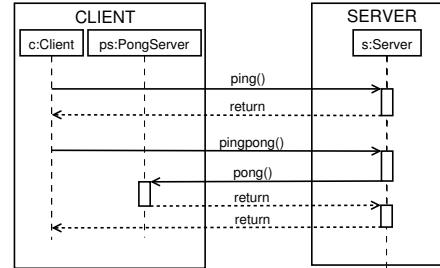 CLIENT
SERVER
c:Client
ps:PongServer
s:Server
ping()
return
pingpong()
pong()
return
return